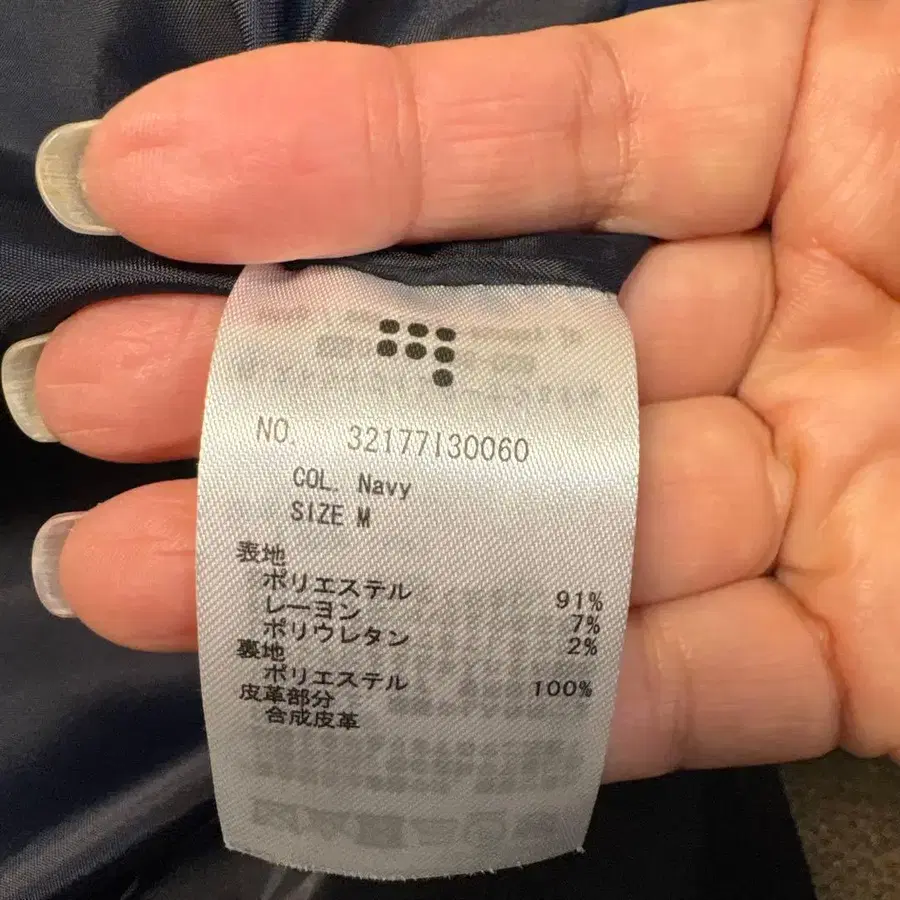 NO. 32177130060
COL. Navy
SIZE M
表地
ポリエステル 91%
レーヨン 7%
ポリウレタン 2%
裏地
ポリエステル 100%
皮革部分
合成皮革